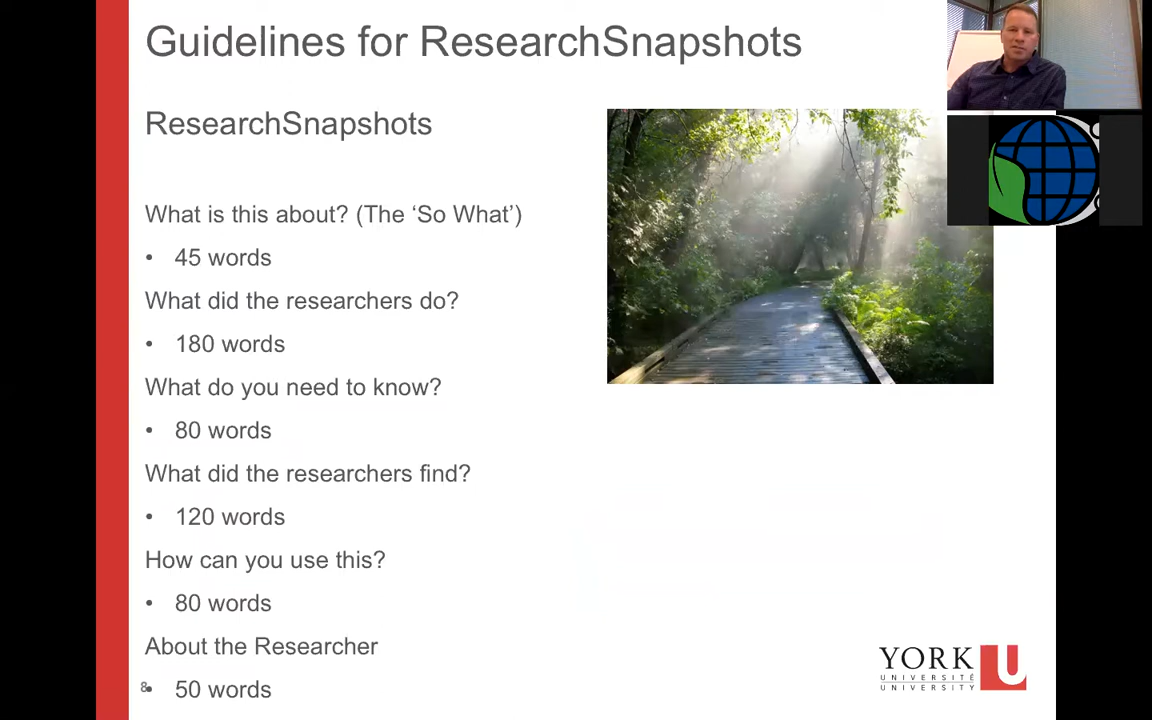 Guidelines for ResearchSnapshots
ResearchSnapshots
What is this about? (The ‘So What’)
• 45 words
What did the researchers do?
• 180 words
What do you need to know?
• 80 words
What did the researchers find?
• 120 words
How can you use this?
• 80 words
About the Researcher
• 50 words
8
YORK U
UNIVERSITÉ
UNIVERSITY